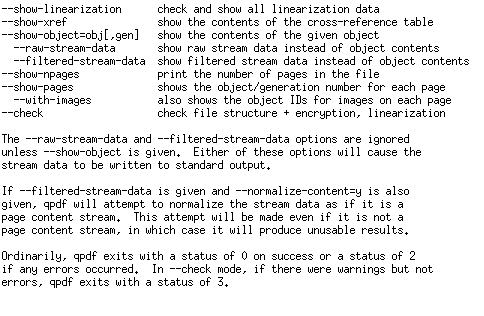 --show-linearization     check and show all linearization data
--show-xref              show the contents of the cross-reference table
--show-object=obj[,gen]  show the contents of the given object
  --raw-stream-data      show raw stream data instead of object contents
  --filtered-stream-data show filtered stream data instead of object contents
--show-npages            print the number of pages in the file
--show-pages             shows the object/generation number for each page
  --with-images          also shows the object IDs for images on each page
--check                  check file structure + encryption, linearization
The --raw-stream-data and --filtered-stream-data options are ignored
unless --show-object is given.  Either of these options will cause the
stream data to be written to standard output.
If --filtered-stream-data is given and --normalize-content=y is also
given, qpdf will attempt to normalize the stream data as if it is a
page content stream.  This attempt will be made even if it is not a
page content stream, in which case it will produce unusable results.
Ordinarily, qpdf exits with a status of 0 on success or a status of 2
if any errors occurred.  In --check mode, if there were warnings but not
errors, qpdf exits with a status of 3.